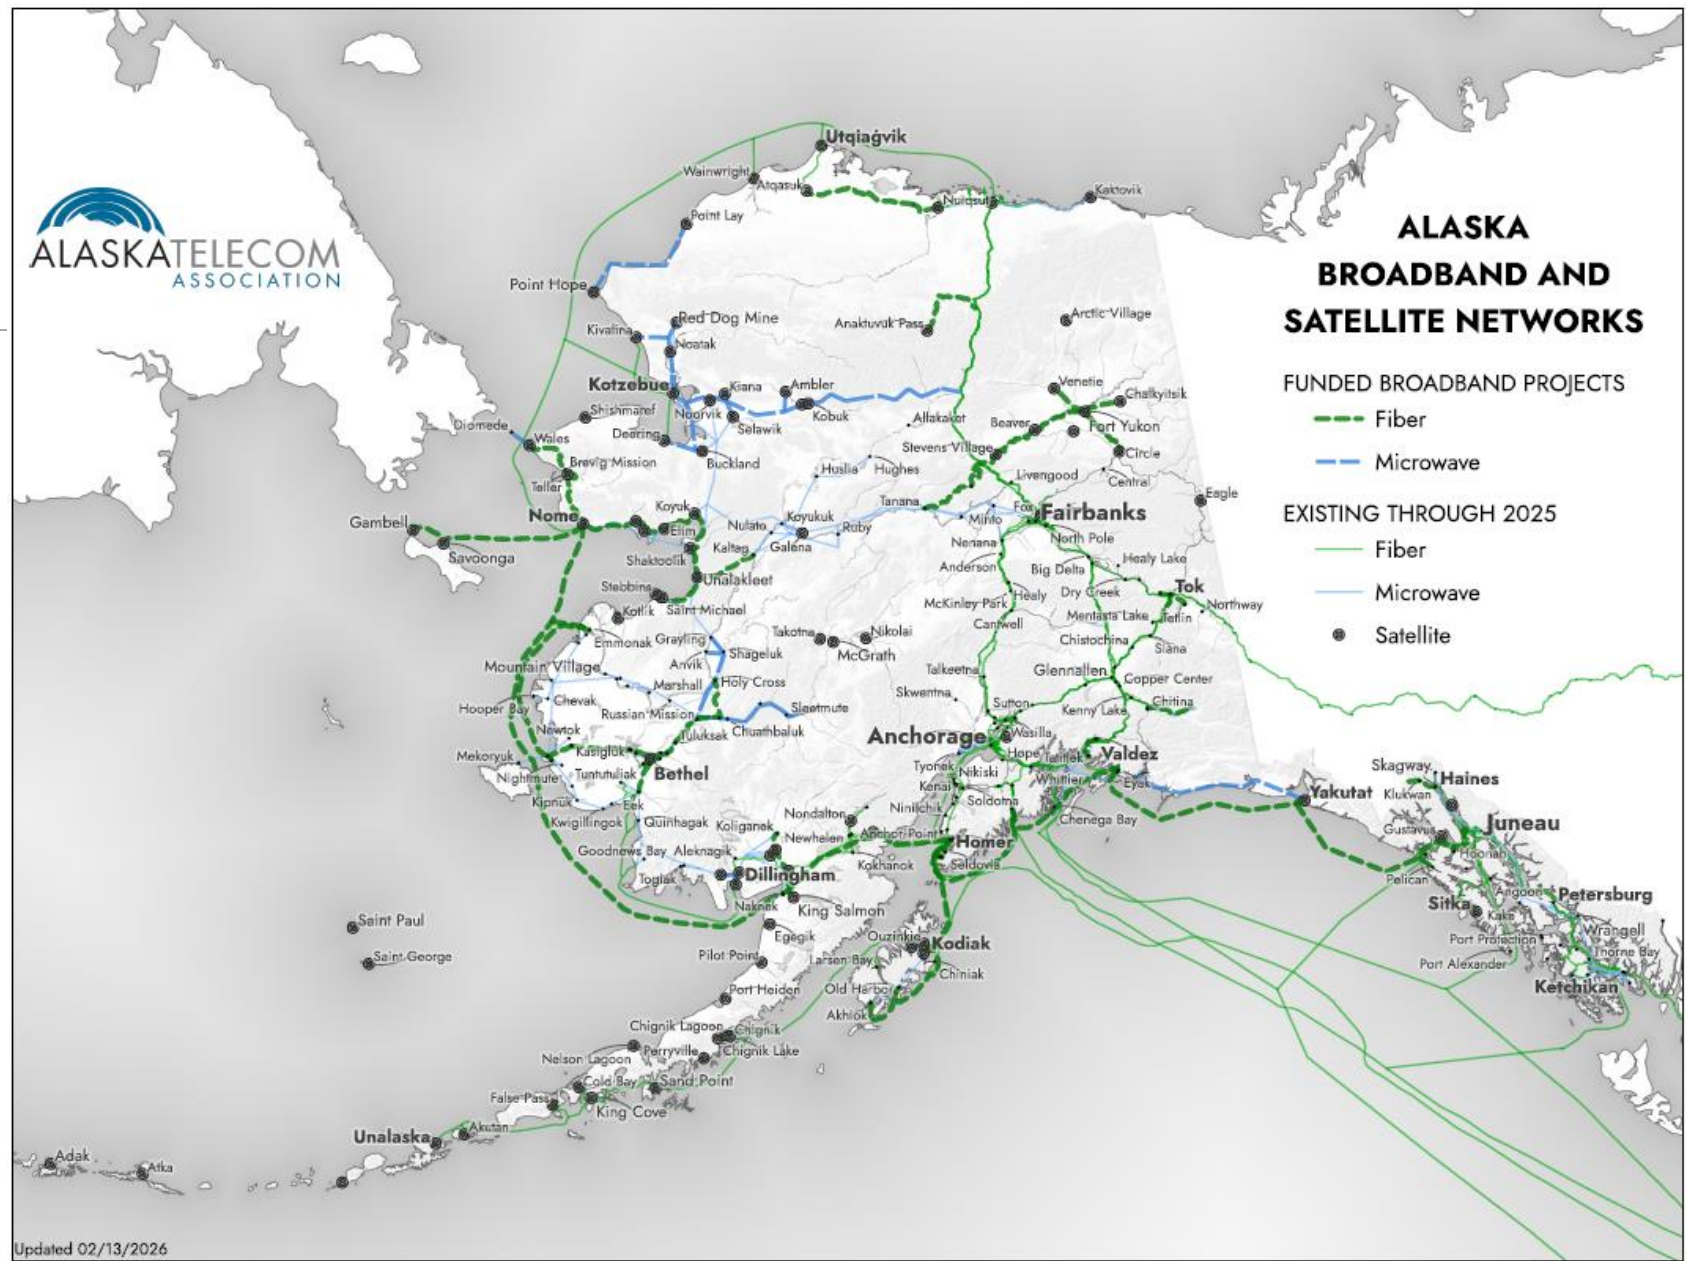 ALASKATELECOM
ASSOCIATION
ALASKA
BROADBAND AND
SATELLITE NETWORKS
FUNDED BROADBAND PROJECTS
Fiber
Microwave
EXISTING THROUGH 2025
Fiber
Microwave
Satellite
Utqiaġvik
Wainwright
Atqasuk
Nuiqsut
Kaktovik
Point Lay
Point Hope
Red Dog Mine
Anaktuvuk Pass
Arctic Village
Kivalina
Noatak
Kotzebue
Kiana
Ambler
Venetie
Chalkyitsik
Shishmaref
Noorvik
Kobuk
Allakaket
Beaver
Fort Yukon
Diomede
Wales
Deering
Selawik
Stevens Village
Circle
Brevig Mission
Buckland
Huslia
Hughes
Livengood
Central
Teller
Eagle
Nome
Koyuk
Tanana
Fox
Fairbanks
Gambell
Elim
Nulato
Koyukuk
Ruby
Minto
Savoonga
Shaktoolik
Kaltag
Galena
Nenana
North Pole
Healy Lake
Anderson
Big Delta
Stebbins
Unalakleet
Tok
Kotlik
Saint Michael
McKinley Park
Healy
Dry Creek
Northway
Mentasta Lake
Tetlin
Emmonak
Grayling
Takotna
Nikolai
Cantwell
Chistochina
Slana
McGrath
Mountain Village
Anvik
Shageluk
Talkeetna
Glennallen
Copper Center
Marshall
Holy Cross
Skwentna
Chevak
Sutton
Kenny Lake
Chitina
Hooper Bay
Russian Mission
Sleetmute
Newtok
Tuluksak
Chuathbaluk
Anchorage
Wasilla
Mekoryuk
Kasigluk
Hope
Tatitlek
Valdez
Nightmute
Tuntutuliak
Bethel
Tyonek
Nikiski
Whittier
Eyak
Skagway
Haines
Kipnuk
Eek
Kenai
Soldotna
Yakutat
Klukwan
Kwigillingok
Quinhagak
Koliganek
Nondalton
Ninilchik
Chenega Bay
Gustavus
Juneau
Newhalen
Anchor Point
Homer
Hoonah
Goodnews Bay
Aleknagik
Kokhanok
Seldovia
Pelican
Togiak
Dillingham
Angoon
Petersburg
Naknek
King Salmon
Sitka
Kake
Saint Paul
Egegik
Ouzinkie
Kodiak
Port Protection
Wrangell
Saint George
Pilot Point
Larsen Bay
Chiniak
Port Alexander
Thorne Bay
Port Heiden
Old Harbor
Ketchikan
Akhiok
Chignik Lagoon
Chignik
Nelson Lagoon
Perryville
Chignik Lake
Cold Bay
Sand Point
False Pass
King Cove
Unalaska
Akutan
Adak
Atka
Updated 02/13/2026